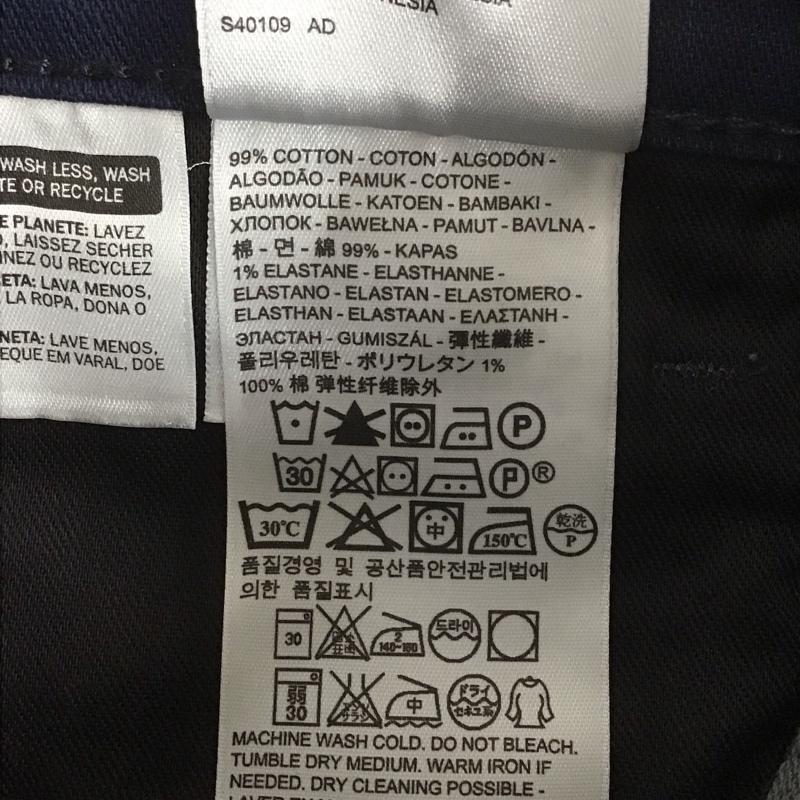 S40109 AD
WASH LESS, WASH
TE OR RECYCLE
E PLANETE: LAVEZ
, LAISSEZ SECHER
NEZ OU RECYCLEZ
ETA: LAVA MENOS,
LA ROPA, DONA O
NETA: LAVE MENOS,
EQUE EM VARAL, DOE
99% COTTON - COTON - ALGODÓN -
ALGODÃO - PAMUK - COTONE -
BAUMWOLLE - KATOEN - BAMBAKI -
ХЛОПОК - BAWEŁNA - PAMUT - BAVLNA -
棉 - 면 - 綿 99% - KAPAS
1% ELASTANE - ELASTHANNE -
ELASTANO - ELASTAN - ELASTOMERO -
ELASTHAN - ELASTAAN - ΕΛΑΣΤΑΝΗ -
ЭЛАСТАН - GUMISZÁL - 彈性纖維 -
폴리우레탄 - ポリウレタン 1%
100% 棉 弹性纤维除外
P
30 P ®
30℃ 中 150℃ 乾洗 P
품질경영 및 공산품안전관리법에
의한 품질표시
30 2 140~160 드라이
弱 30 中 ドライ セキユ系
MACHINE WASH COLD. DO NOT BLEACH.
TUMBLE DRY MEDIUM. WARM IRON IF
NEEDED. DRY CLEANING POSSIBLE -